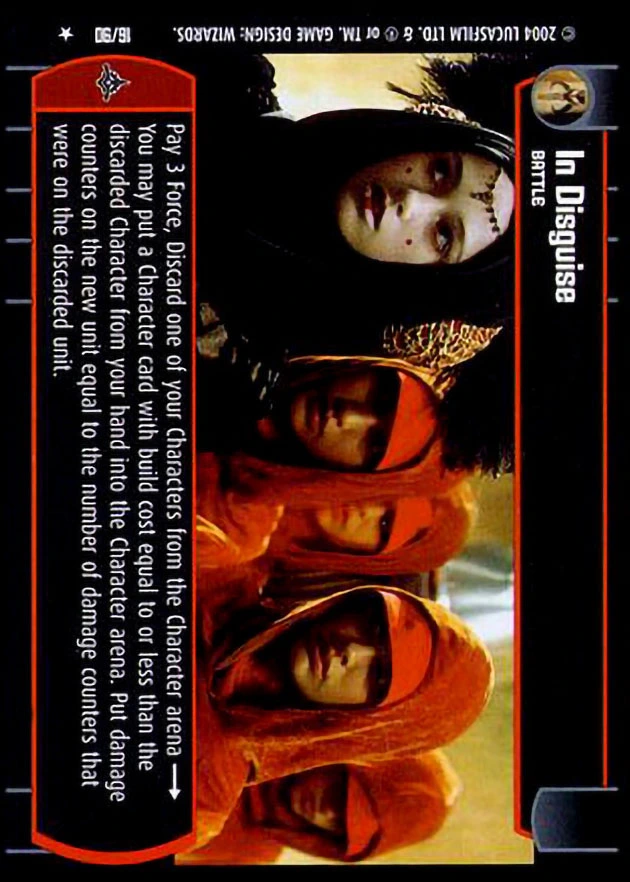 In Disguise
BATTLE
Pay 3 Force, Discard one of your Characters from the Character arena →
You may put a Character card with build cost equal to or less than the
discarded Character from your hand into the Character arena. Put damage
counters on the new unit equal to the number of damage counters that
were on the discarded unit.
© 2004 LUCASFILM LTD. & ® or TM. GAME DESIGN: WIZARDS.
16/90 ★